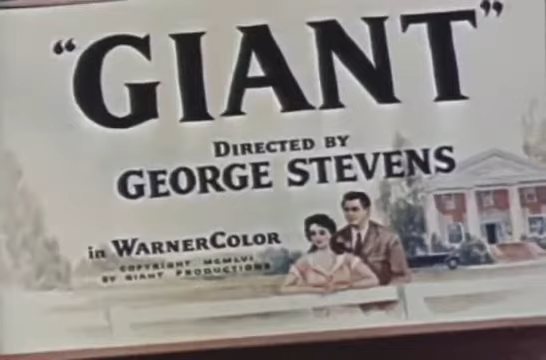 "GIANT"
DIRECTED BY
GEORGE STEVENS
in WARNERCOLOR
COPYRIGHT MCMLVI
BY GIANT PRODUCTIONS